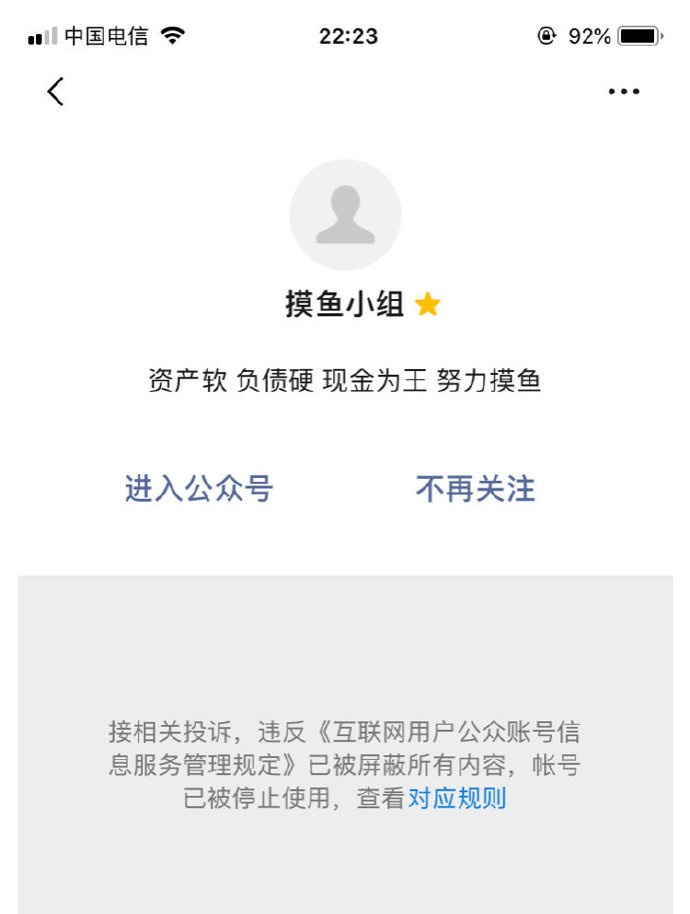 中国电信 22:23 92%
摸鱼小组
资产软 负债硬 现金为王 努力摸鱼
进入公众号 不再关注
接相关投诉，违反《互联网用户公众账号信
息服务管理规定》已被屏蔽所有内容，帐号
已被停止使用，查看对应规则